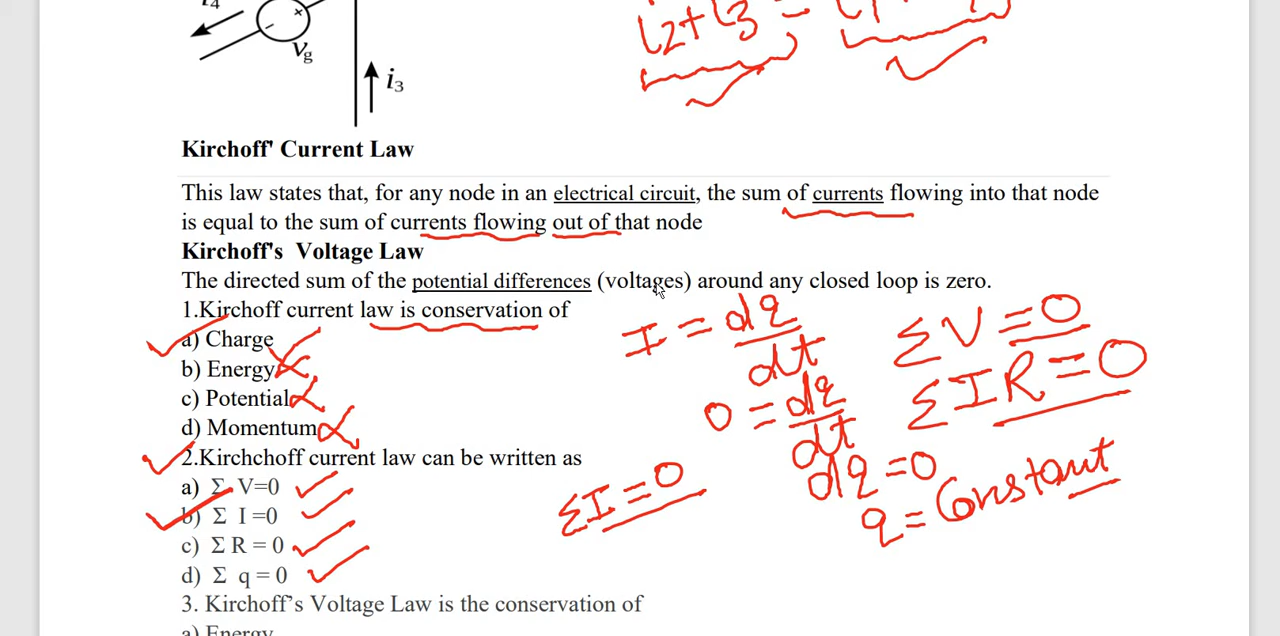 i4
i2+i3 =
Vg
i3
Kirchoff' Current Law
This law states that, for any node in an electrical circuit, the sum of currents flowing into that node
is equal to the sum of currents flowing out of that node
Kirchoff's Voltage Law
The directed sum of the potential differences (voltages) around any closed loop is zero.
1.Kirchoff current law is conservation of
a) Charge
b) Energy
c) Potential
d) Momentum
I = dq/dt
0 = dq/dt
dq = 0
q = Constant
ΣV = 0
ΣIR = 0
2.Kirchchoff current law can be written as
a) Σ V=0
b) Σ I =0
c) Σ R = 0
d) Σ q = 0
ΣI = 0
3. Kirchoff's Voltage Law is the conservation of
a) Energy